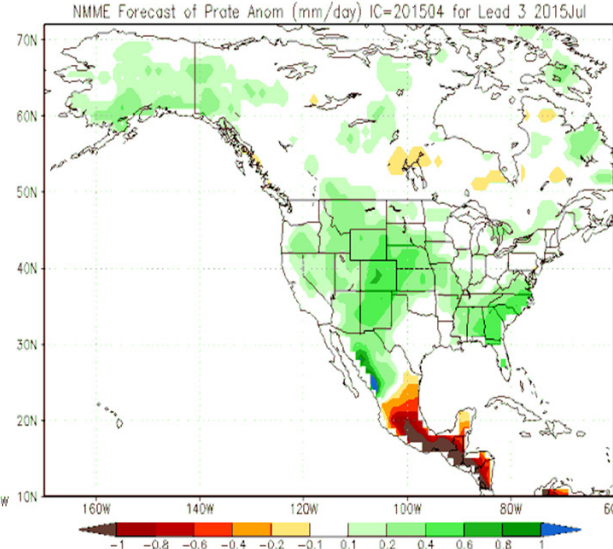 NMME Forecast of Prate Anom (mm/day) IC=201504 for Lead 3 2015Jul
70N
60N
50N
40N
30N
20N
W 10N
160W 140W 120W 100W 80W 60
-1 -0.8 -0.6 -0.4 -0.2 -0.1 0.1 0.2 0.4 0.6 0.8 1